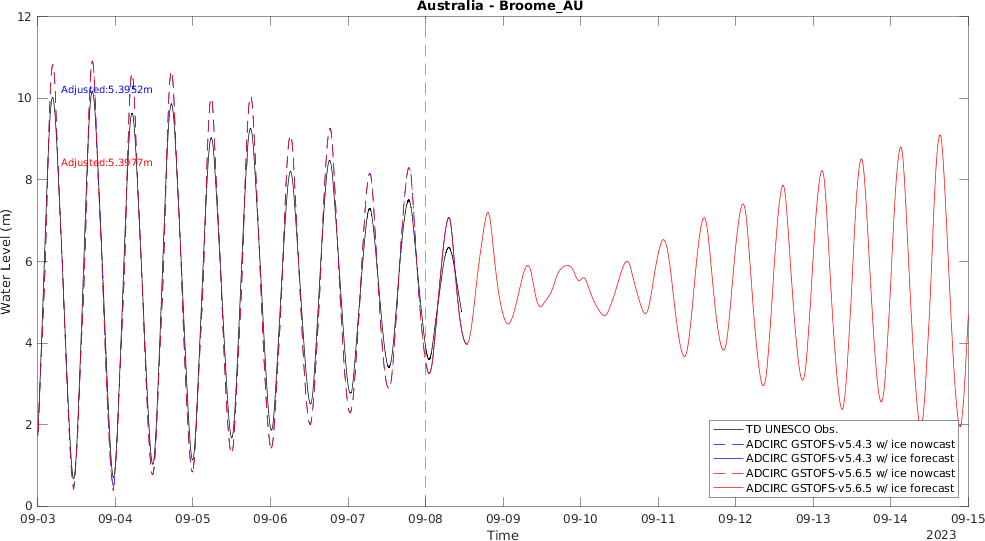 Australia - Broome_AU
12
10
8
6
4
2
0
Water Level (m)
Adjusted:5.3952m
Adjusted:5.3977m
TD UNESCO Obs.
ADCIRC GSTOFS-v5.4.3 w/ ice nowcast
ADCIRC GSTOFS-v5.4.3 w/ ice forecast
ADCIRC GSTOFS-v5.6.5 w/ ice nowcast
ADCIRC GSTOFS-v5.6.5 w/ ice forecast
09-03 09-04 09-05 09-06 09-07 09-08 09-09 09-10 09-11 09-12 09-13 09-14 09-15
Time
2023